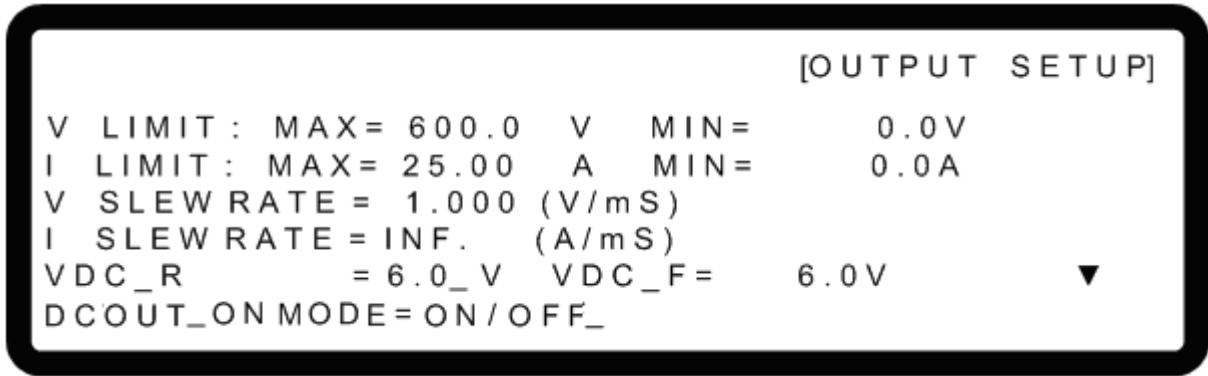 [OUTPUT SETUP]
V LIMIT: MAX= 600.0 V MIN= 0.0V
I LIMIT: MAX= 25.00 A MIN= 0.0A
V SLEW RATE = 1.000 (V/mS)
I SLEW RATE = INF. (A/mS)
VDC_R = 6.0_ V VDC_F= 6.0V ▼
DCOUT_ON MODE= ON/OFF_